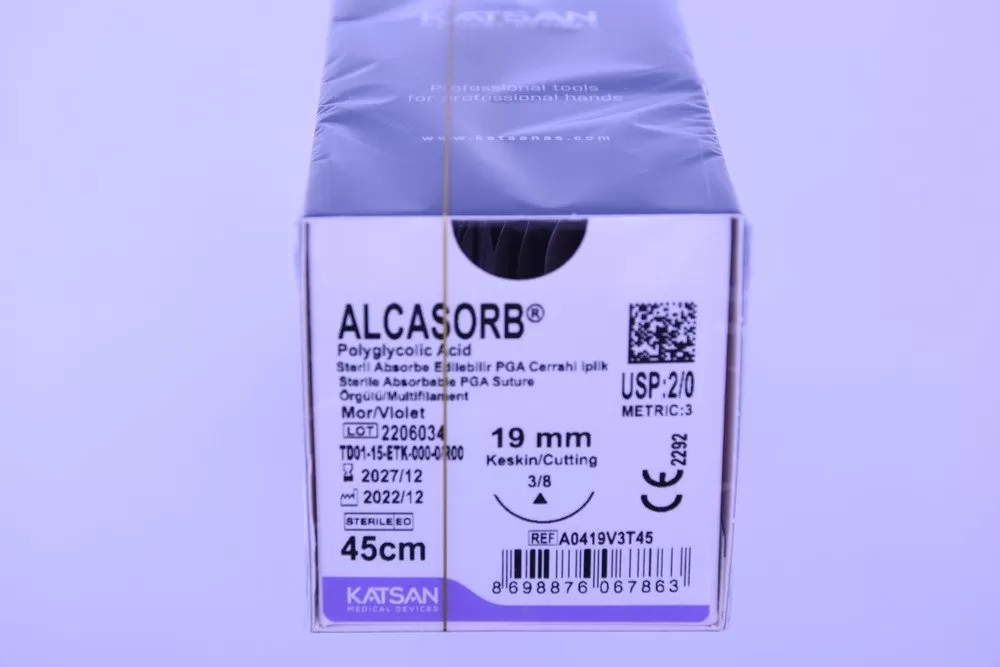 KATSAN
Professional tools
for professional hands
www.katsanas.com
ALCASORB®
Polyglycolic Acid
Steril Absorbe Edilebilir PGA Cerrahi İplik
Sterile Absorbable PGA Suture
Örgülü/Multifilament
Mor/Violet
LOT 2206034
TD01-15-ETK-000-0/R00
2027/12
2022/12
STERILE EO
45cm
USP:2/0
METRIC:3
19 mm
Keskin/Cutting
3/8
2292
CE
REF A0419V3T45
8 698876 067863
KATSAN
MEDICAL DEVICES